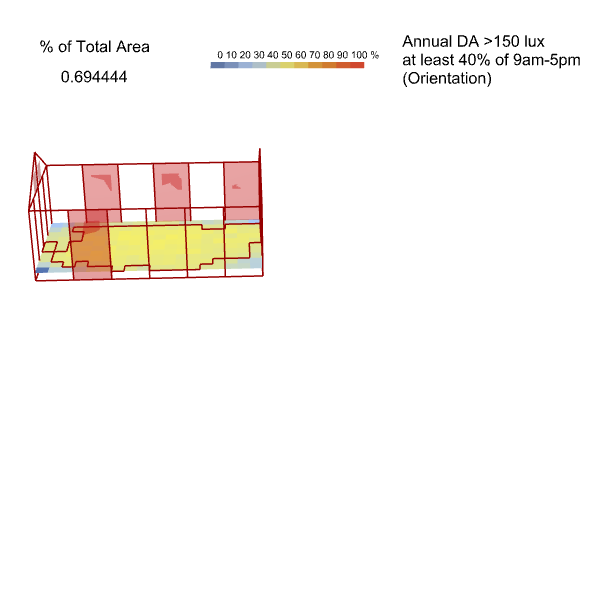 % of Total Area
0.694444
0 10 20 30 40 50 60 70 80 90 100 %
Annual DA >150 lux
at least 40% of 9am-5pm
(Orientation)